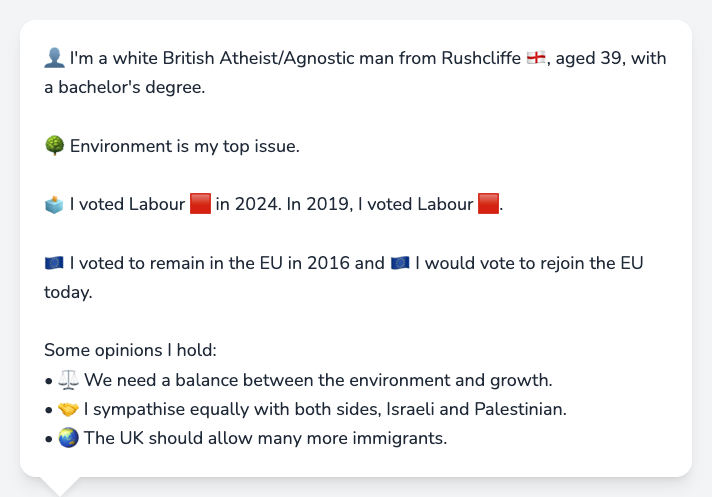 👤 I'm a white British Atheist/Agnostic man from Rushcliffe 🏴󠁧󠁢󠁥󠁮󠁧󠁿, aged 39, with
a bachelor's degree.
🌳 Environment is my top issue.
🗳️ I voted Labour 🟥 in 2024. In 2019, I voted Labour 🟥.
🇪🇺 I voted to remain in the EU in 2016 and 🇪🇺 I would vote to rejoin the EU
today.
Some opinions I hold:
• ⚖️ We need a balance between the environment and growth.
• 🤝 I sympathise equally with both sides, Israeli and Palestinian.
• 🌏 The UK should allow many more immigrants.